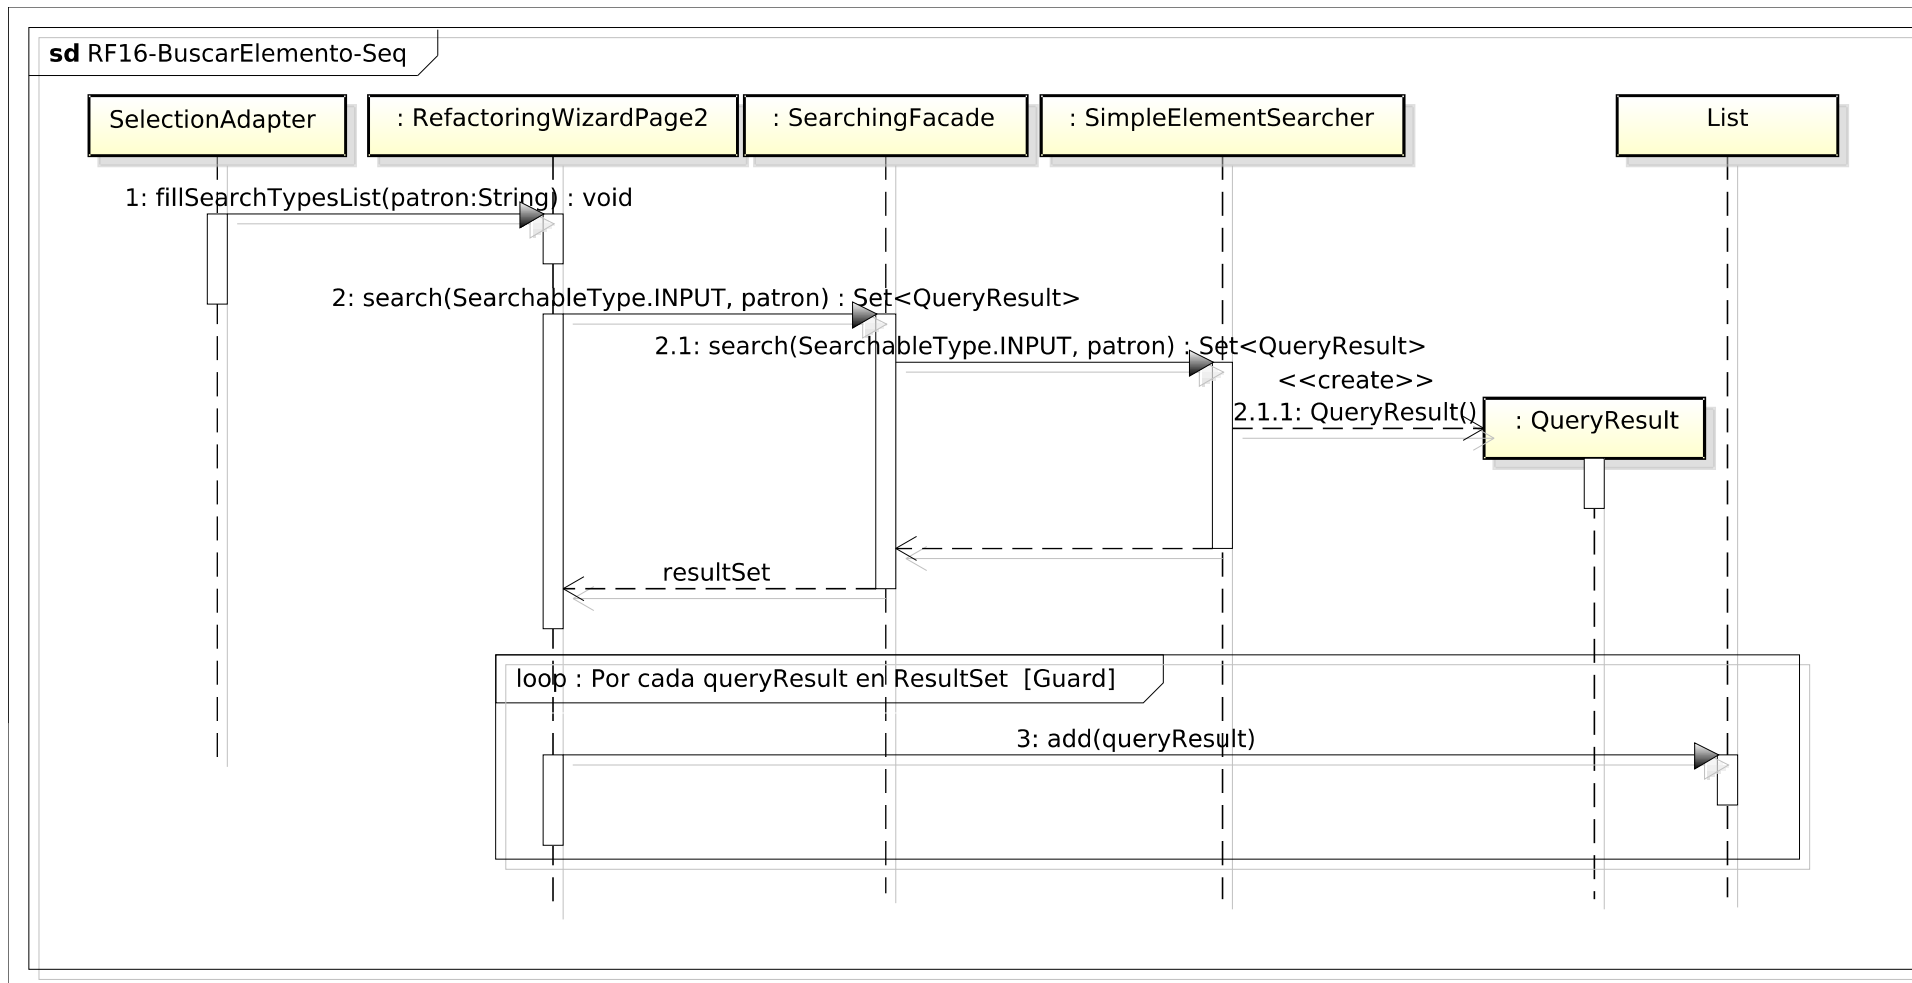 sd RF16-BuscarElemento-Seq
SelectionAdapter
: RefactoringWizardPage2
: SearchingFacade
: SimpleElementSearcher
List
1: fillSearchTypesList(patron:String) : void
2: search(SearchableType.INPUT, patron) : Set<QueryResult>
2.1: search(SearchableType.INPUT, patron) : Set<QueryResult>
<<create>>
2.1.1: QueryResult()
: QueryResult
resultSet
loop : Por cada queryResult en ResultSet [Guard]
3: add(queryResult)